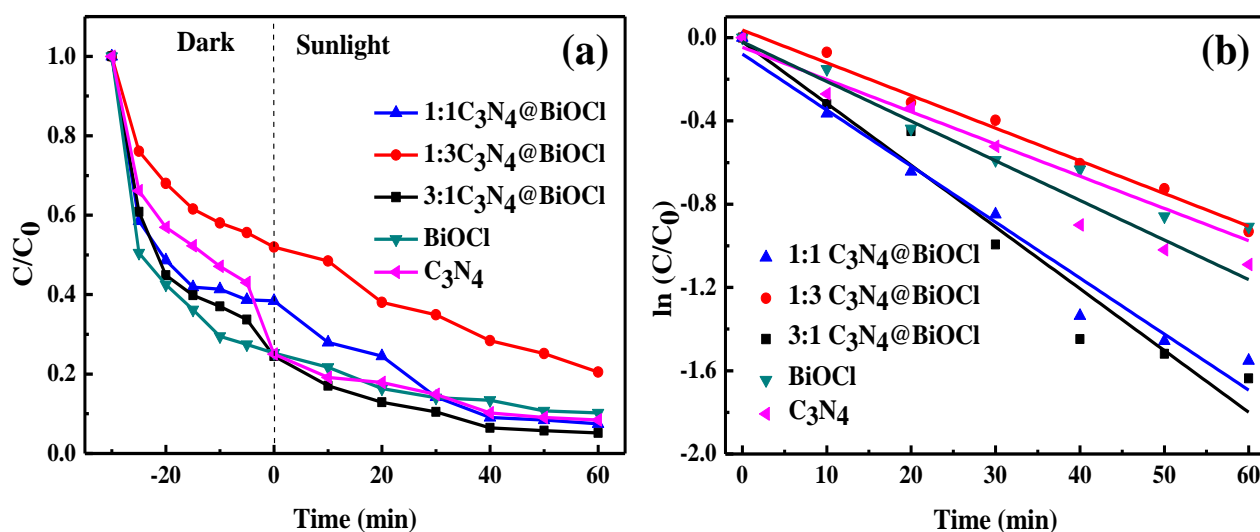 (a)
Dark
Sunlight
1.0
0.8
0.6
0.4
0.2
0.0
C/C0
1:1C3N4@BiOCl
1:3C3N4@BiOCl
3:1C3N4@BiOCl
BiOCl
C3N4
-20 0 20 40 60
Time (min)
(b)
0.0
-0.4
-0.8
-1.2
-1.6
-2.0
ln (C/C0)
1:1 C3N4@BiOCl
1:3 C3N4@BiOCl
3:1 C3N4@BiOCl
BiOCl
C3N4
0 10 20 30 40 50 60
Time (min)